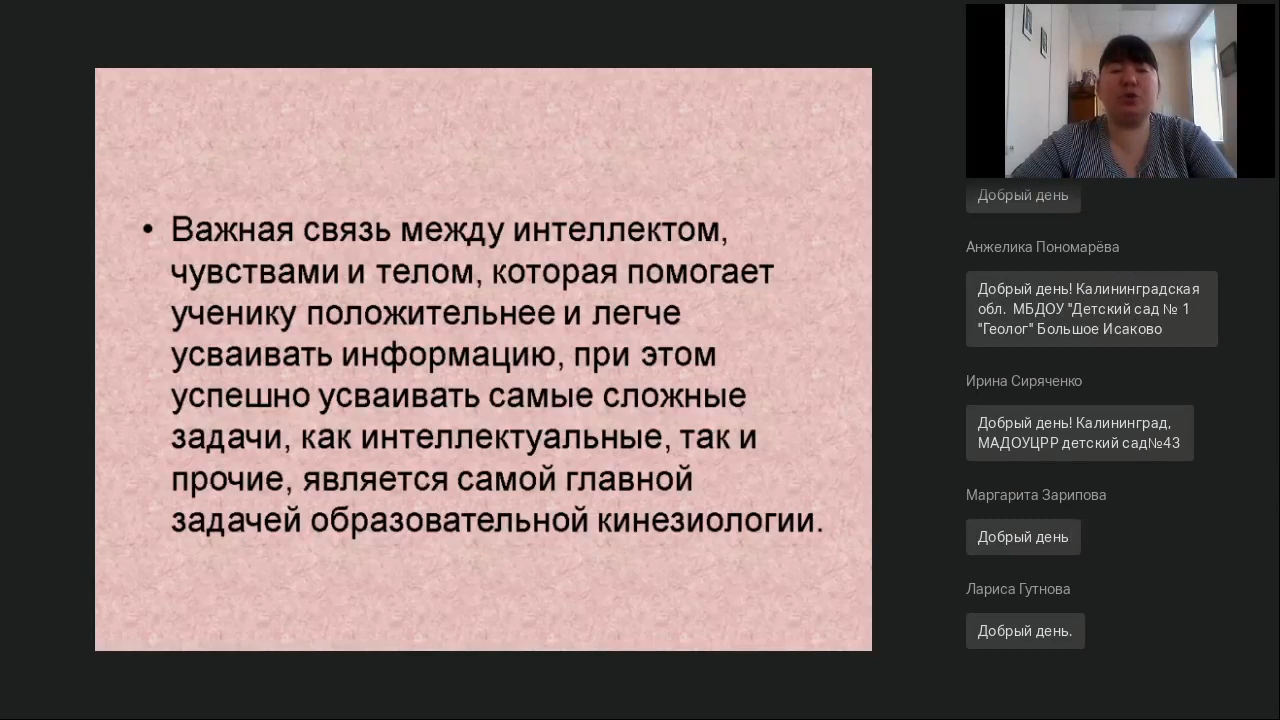 • Важная связь между интеллектом,
чувствами и телом, которая помогает
ученику положительнее и легче
усваивать информацию, при этом
успешно усваивать самые сложные
задачи, как интеллектуальные, так и
прочие, является самой главной
задачей образовательной кинезиологии.
Добрый день
Анжелика Пономарёва
Добрый день! Калининградская
обл. МБДОУ "Детский сад № 1
"Геолог" Большое Исаково
Ирина Сиряченко
Добрый день! Калининград,
МАДОУЦРР детский сад№43
Маргарита Зарипова
Добрый день
Лариса Гутнова
Добрый день.